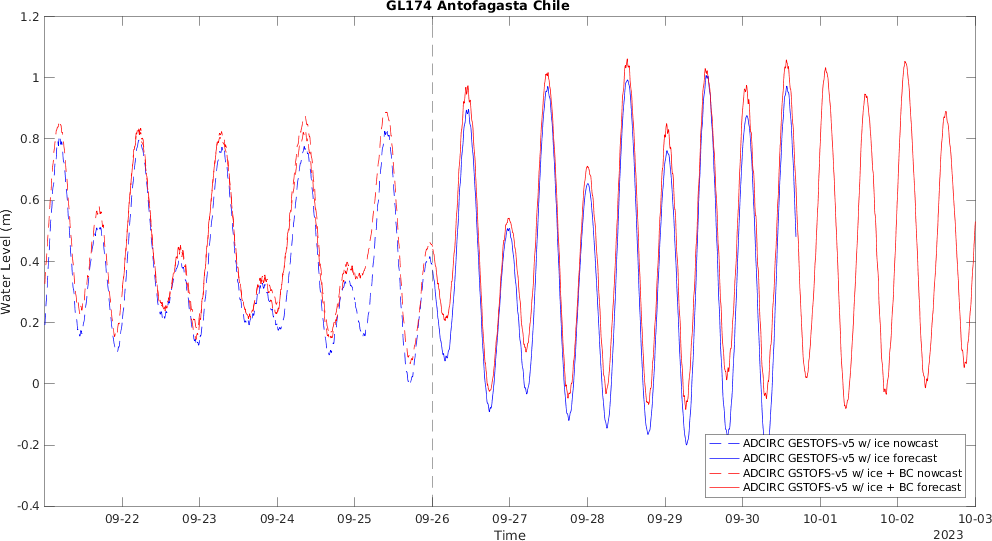 GL174 Antofagasta Chile
1.2
1
0.8
0.6
0.4
0.2
0
-0.2
-0.4
Water Level (m)
ADCIRC GESTOFS-v5 w/ ice nowcast
ADCIRC GESTOFS-v5 w/ ice forecast
ADCIRC GSTOFS-v5 w/ ice + BC nowcast
ADCIRC GSTOFS-v5 w/ ice + BC forecast
09-22 09-23 09-24 09-25 09-26 09-27 09-28 09-29 09-30 10-01 10-02 10-03
Time
2023